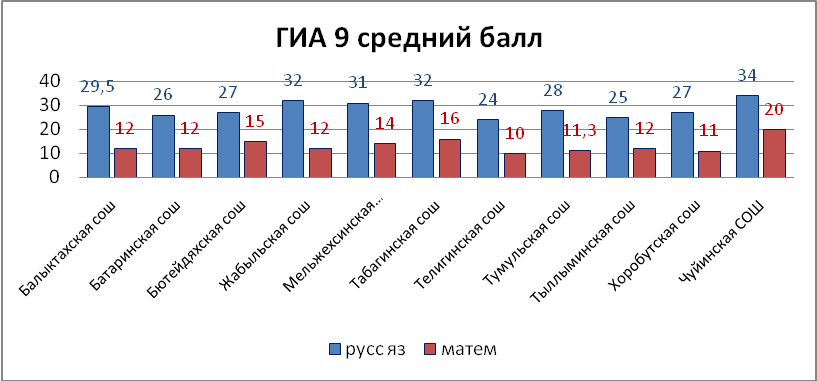 ГИА 9 средний балл
40
30
20
10
0
29,5 26 27 32 31 32 24 28 25 27 34
12 12 15 12 14 16 10 11,3 12 11 20
Балыктахская сош
Батаринская сош
Бютейдяхская сош
Жабыльская сош
Мельжехсинская...
Табагинская сош
Телигинская сош
Тумульская сош
Тыллыминская сош
Хоробутская сош
Чуйинская СОШ
русс яз матем